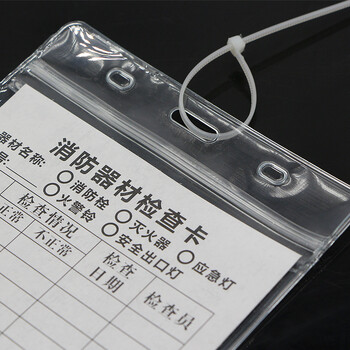 消防器材检查卡
器材名称: ○消防栓 ○灭火器 ○应急灯
号: ○火警铃 ○安全出口灯
检查情况 检查日期 检查员
正常 不正常